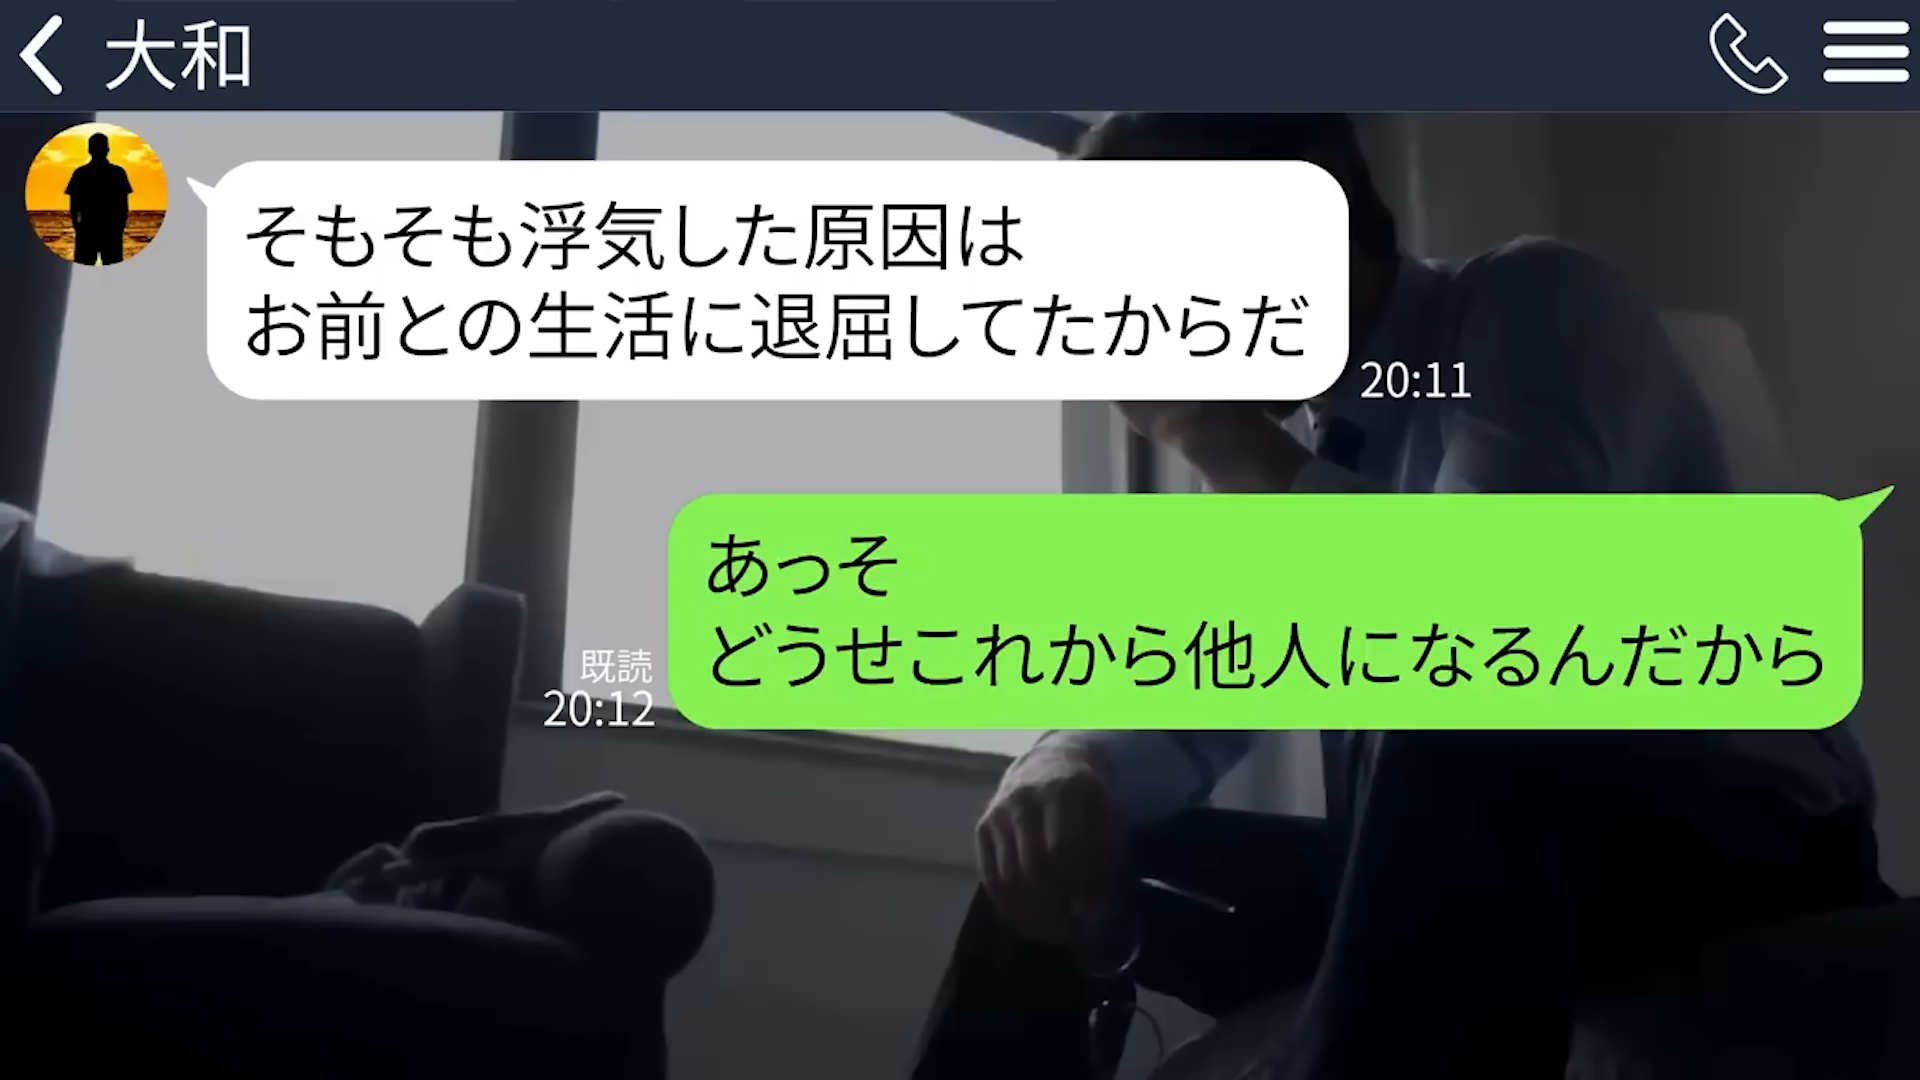 大和
そもそも浮気した原因は
お前との生活に退屈してたからだ
20:11
あっそ
どうせこれから他人になるんだから
既読
20:12